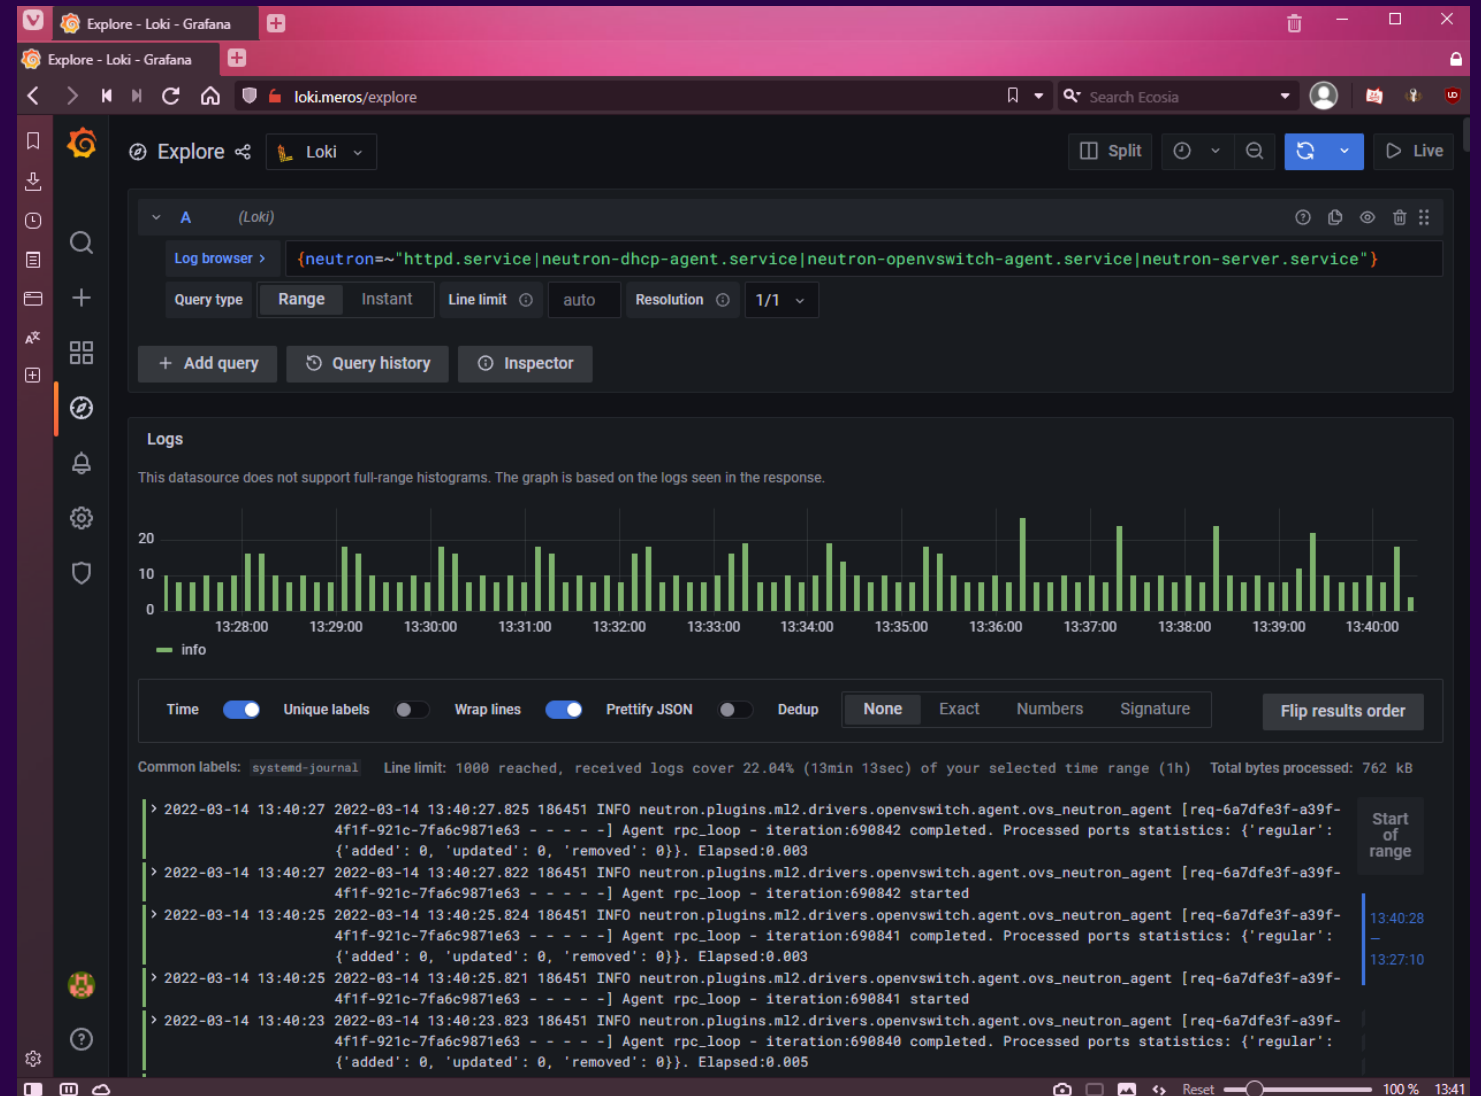 Explore - Loki - Grafana
Explore - Loki - Grafana
loki.meros/explore
Search Ecosia
Explore
Loki
Split
Live
A
(Loki)
Log browser >
{neutron=~"httpd.service|neutron-dhcp-agent.service|neutron-openvswitch-agent.service|neutron-server.service"}
Query type
Range
Instant
Line limit
auto
Resolution
1/1
+ Add query
Query history
Inspector
Logs
This datasource does not support full-range histograms. The graph is based on the logs seen in the response.
20
10
0
13:28:00 13:29:00 13:30:00 13:31:00 13:32:00 13:33:00 13:34:00 13:35:00 13:36:00 13:37:00 13:38:00 13:39:00 13:40:00
info
Time
Unique labels
Wrap lines
Prettify JSON
Dedup
None
Exact
Numbers
Signature
Flip results order
Common labels: systemd-journal Line limit: 1000 reached, received logs cover 22.04% (13min 13sec) of your selected time range (1h) Total bytes processed: 762 kB
> 2022-03-14 13:40:27 2022-03-14 13:40:27.825 186451 INFO neutron.plugins.ml2.drivers.openvswitch.agent.ovs_neutron_agent [req-6a7dfe3f-a39f-
4f1f-921c-7fa6c9871e63 - - - - -] Agent rpc_loop - iteration:690842 completed. Processed ports statistics: {'regular':
{'added': 0, 'updated': 0, 'removed': 0}}. Elapsed:0.003
> 2022-03-14 13:40:27 2022-03-14 13:40:27.822 186451 INFO neutron.plugins.ml2.drivers.openvswitch.agent.ovs_neutron_agent [req-6a7dfe3f-a39f-
4f1f-921c-7fa6c9871e63 - - - - -] Agent rpc_loop - iteration:690842 started
> 2022-03-14 13:40:25 2022-03-14 13:40:25.824 186451 INFO neutron.plugins.ml2.drivers.openvswitch.agent.ovs_neutron_agent [req-6a7dfe3f-a39f-
4f1f-921c-7fa6c9871e63 - - - - -] Agent rpc_loop - iteration:690841 completed. Processed ports statistics: {'regular':
{'added': 0, 'updated': 0, 'removed': 0}}. Elapsed:0.003
> 2022-03-14 13:40:25 2022-03-14 13:40:25.821 186451 INFO neutron.plugins.ml2.drivers.openvswitch.agent.ovs_neutron_agent [req-6a7dfe3f-a39f-
4f1f-921c-7fa6c9871e63 - - - - -] Agent rpc_loop - iteration:690841 started
> 2022-03-14 13:40:23 2022-03-14 13:40:23.823 186451 INFO neutron.plugins.ml2.drivers.openvswitch.agent.ovs_neutron_agent [req-6a7dfe3f-a39f-
4f1f-921c-7fa6c9871e63 - - - - -] Agent rpc_loop - iteration:690840 completed. Processed ports statistics: {'regular':
{'added': 0, 'updated': 0, 'removed': 0}}. Elapsed:0.005
Start
of
range
13:40:28
—
13:27:10
Reset
100 %
13:41